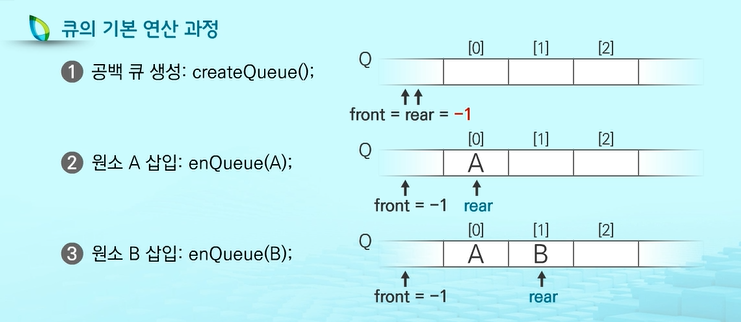 큐의 기본 연산 과정
❶ 공백 큐 생성: createQueue();
Q [0] [1] [2]
front = rear = -1
❷ 원소 A 삽입: enQueue(A);
Q [0] [1] [2]
A
front = -1 rear
❸ 원소 B 삽입: enQueue(B);
Q [0] [1] [2]
A B
front = -1 rear